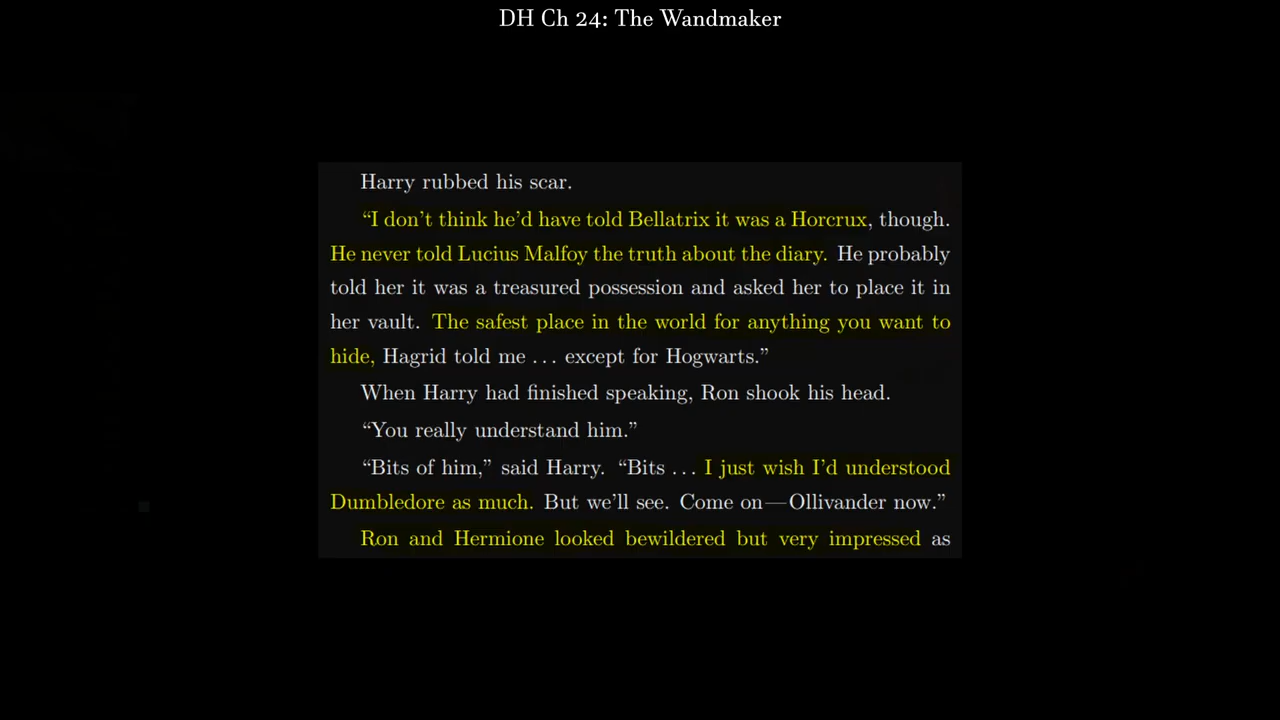 DH Ch 24: The Wandmaker
Harry rubbed his scar.
“I don’t think he’d have told Bellatrix it was a Horcrux, though.
He never told Lucius Malfoy the truth about the diary. He probably
told her it was a treasured possession and asked her to place it in
her vault. The safest place in the world for anything you want to
hide, Hagrid told me ... except for Hogwarts.”
When Harry had finished speaking, Ron shook his head.
“You really understand him.”
“Bits of him,” said Harry. “Bits ... I just wish I’d understood
Dumbledore as much. But we’ll see. Come on—Ollivander now.”
Ron and Hermione looked bewildered but very impressed as